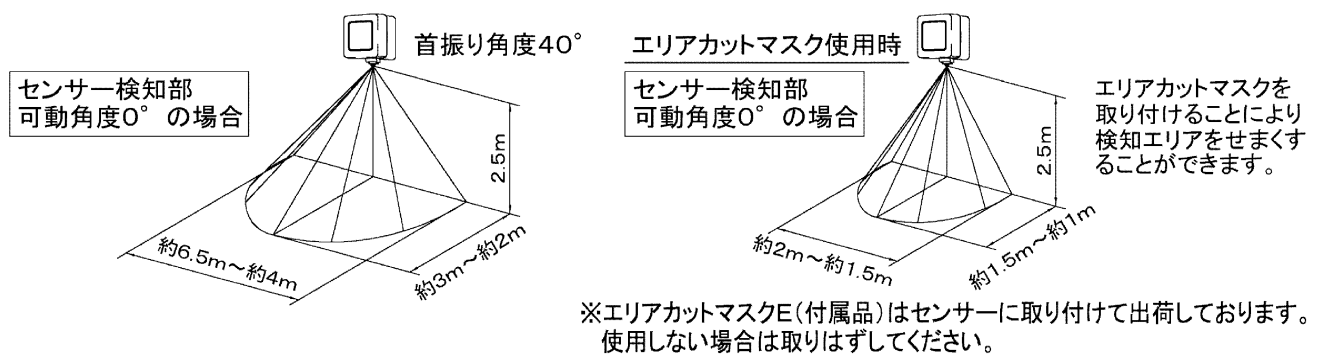 首振り角度40°
センサー検知部
可動角度0°の場合
2.5m
約6.5m～約4m
約3m～約2m
エリアカットマスク使用時
センサー検知部
可動角度0°の場合
エリアカットマスクを
取り付けることにより
検知エリアをせまくす
ることができます。
2.5m
約2m～約1.5m
約1.5m～約1m
※エリアカットマスクE（付属品）はセンサーに取り付けて出荷しております。
使用しない場合は取りはずしてください。